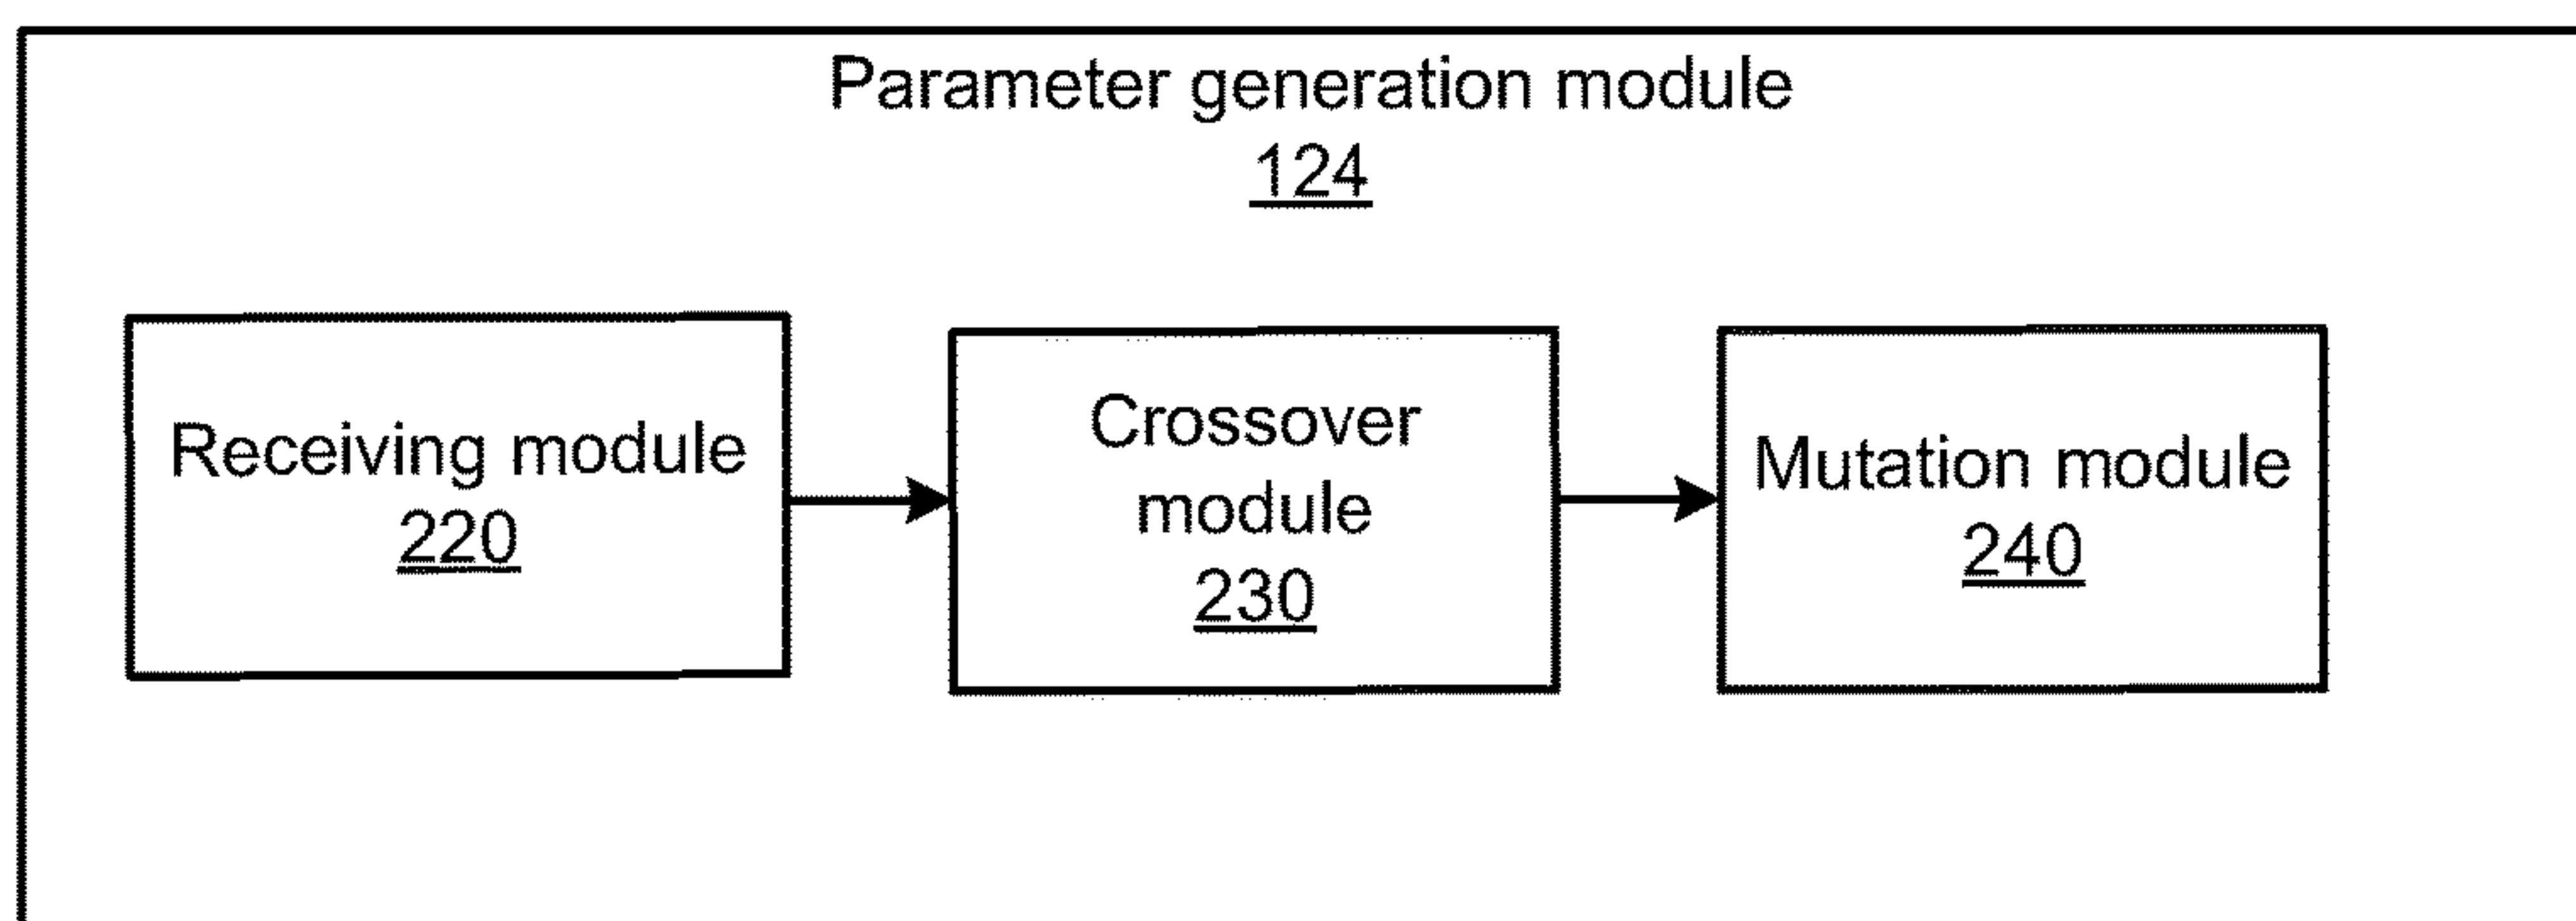 Parameter generation module
124
Receiving module
220
Crossover
module
230
Mutation module
240